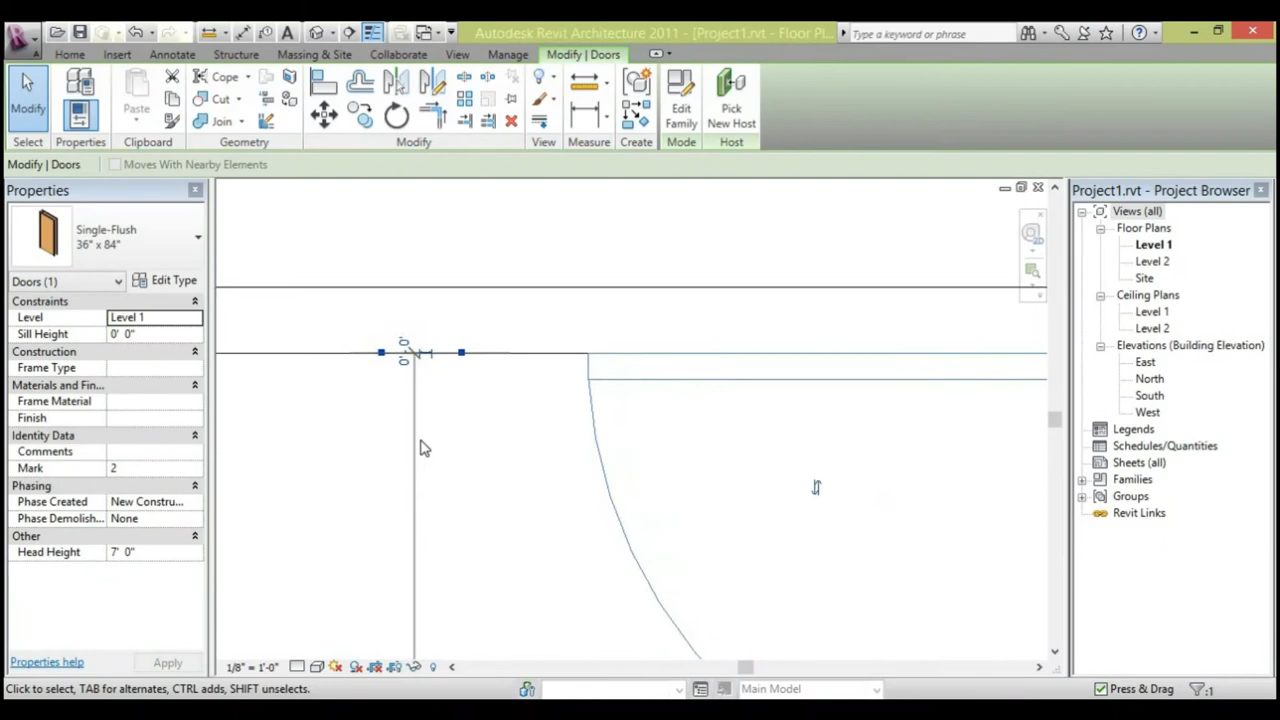 Autodesk Revit Architecture 2011 - [Project1.rvt - Floor Pl...
Type a keyword or phrase
Home Insert Annotate Structure Massing & Site Collaborate View Manage Modify | Doors
Modify
Paste
Cope
Cut
Join
Edit Family
Pick New Host
Select Properties Clipboard Geometry Modify View Measure Create Mode Host
Modify | Doors Moves With Nearby Elements
Properties
Single-Flush
36" x 84"
Doors (1) Edit Type
Constraints
Level Level 1
Sill Height 0' 0"
Construction
Frame Type
Materials and Fin...
Frame Material
Finish
Identity Data
Comments
Mark 2
Phasing
Phase Created New Constru...
Phase Demolish... None
Other
Head Height 7' 0"
Properties help Apply
Project1.rvt - Project Browser
Views (all)
Floor Plans
Level 1
Level 2
Site
Ceiling Plans
Level 1
Level 2
Elevations (Building Elevation)
East
North
South
West
Legends
Schedules/Quantities
Sheets (all)
Families
Groups
Revit Links
1/8" = 1'-0"
Click to select, TAB for alternates, CTRL adds, SHIFT unselects.
Main Model
Press & Drag
:1